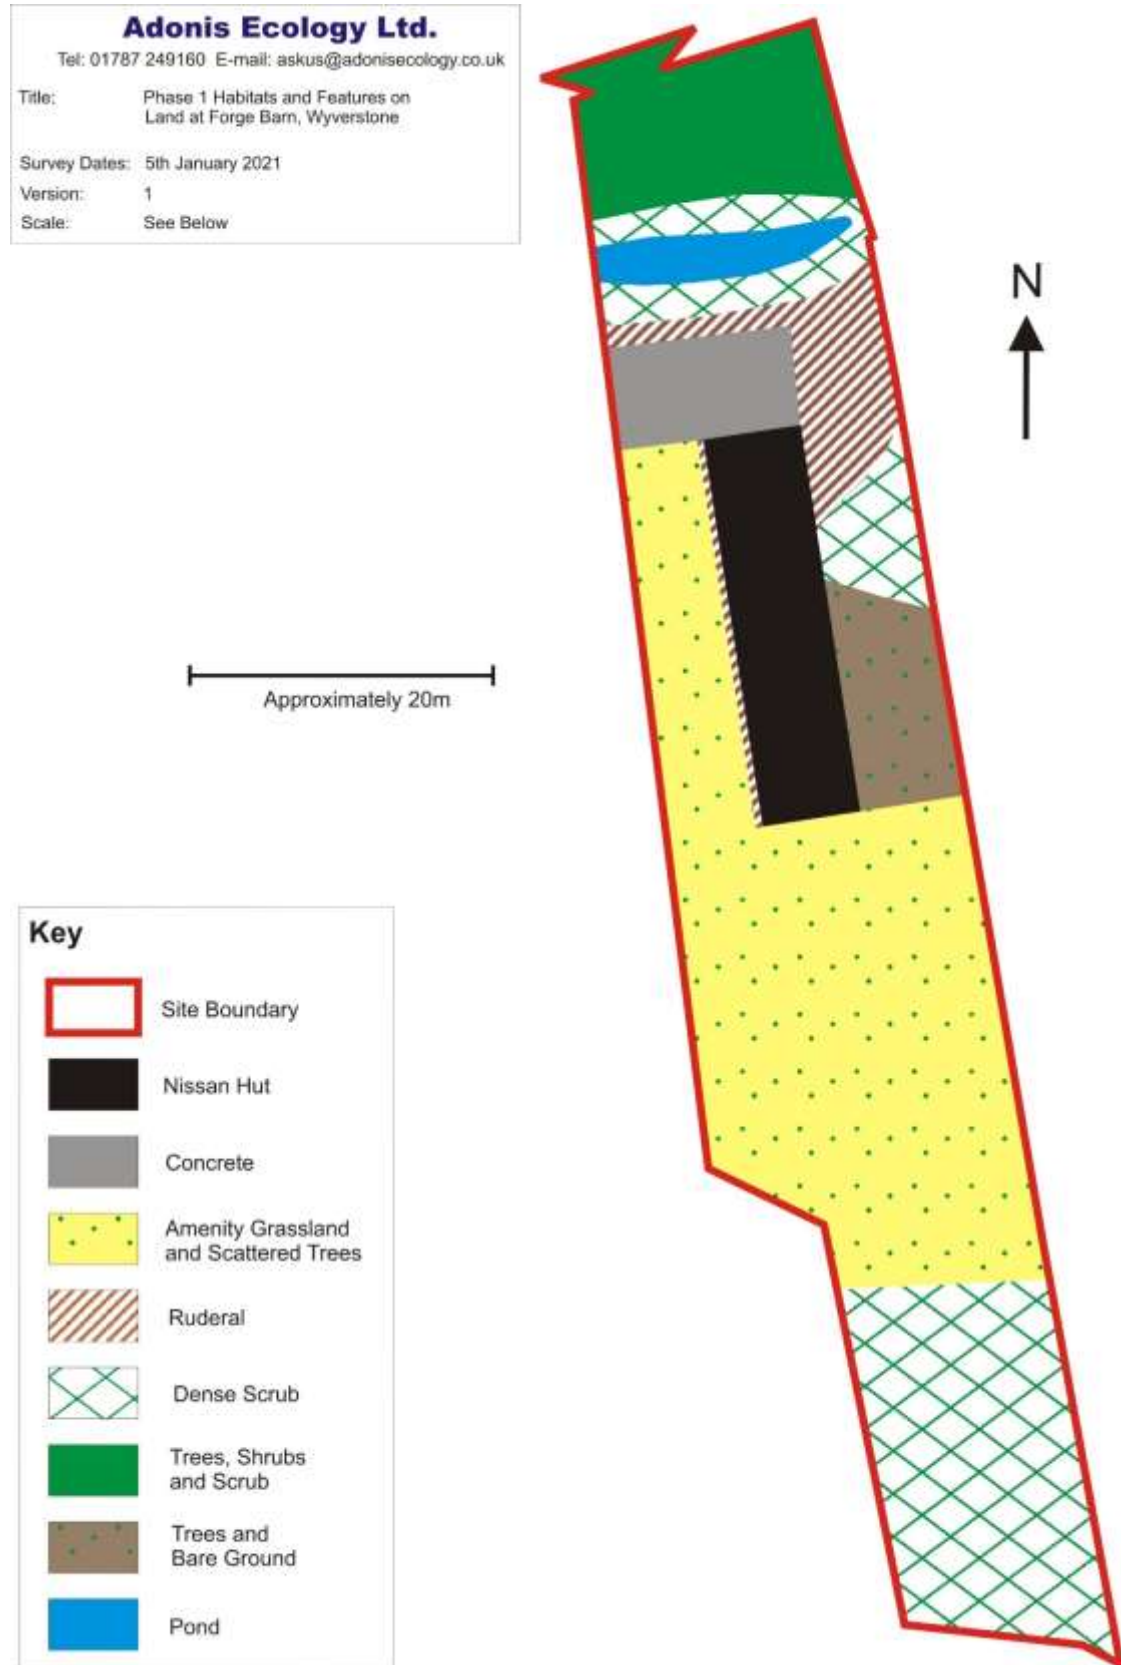 Adonis Ecology Ltd.
Tel: 01787 249160 E-mail: askus@adonisecology.co.uk
Title: Phase 1 Habitats and Features on
Land at Forge Barn, Wyverstone
Survey Dates: 5th January 2021
Version: 1
Scale: See Below
N
Approximately 20m
Key
Site Boundary
Nissan Hut
Concrete
Amenity Grassland
and Scattered Trees
Ruderal
Dense Scrub
Trees, Shrubs
and Scrub
Trees and
Bare Ground
Pond